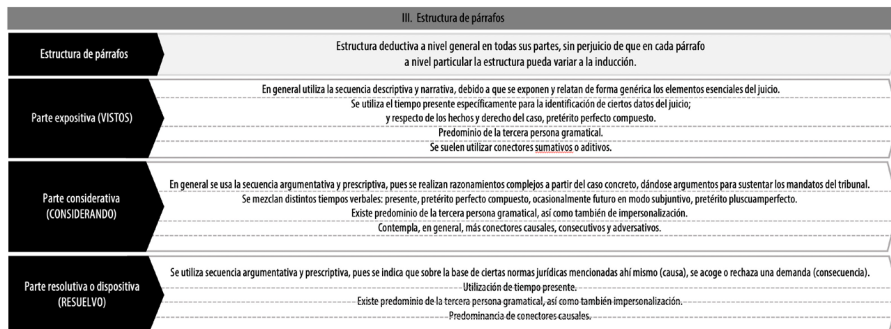 III. Estructura de párrafos
Estructura de párrafos
Estructura deductiva a nivel general en todas sus partes, sin perjuicio de que en cada párrafo
a nivel particular la estructura pueda variar a la inducción.
Parte expositiva (VISTOS)
En general utiliza la secuencia descriptiva y narrativa, debido a que se exponen y relatan de forma genérica los elementos esenciales del juicio.
Se utiliza el tiempo presente específicamente para la identificación de ciertos datos del juicio;
y respecto de los hechos y derecho del caso, pretérito perfecto compuesto.
Predominio de la tercera persona gramatical.
Se suelen utilizar conectores sumativos o aditivos.
Parte considerativa
(CONSIDERANDO)
En general se usa la secuencia argumentativa y prescriptiva, pues se realizan razonamientos complejos a partir del caso concreto, dándose argumentos para sustentar los mandatos del tribunal.
Se mezclan distintos tiempos verbales: presente, pretérito perfecto compuesto, ocasionalmente futuro en modo subjuntivo, pretérito pluscuamperfecto.
Existe predominio de la tercera persona gramatical, así como también de impersonalización.
Contempla, en general, más conectores causales, consecutivos y adversativos.
Parte resolutiva o dispositiva
(RESUELVO)
Se utiliza secuencia argumentativa y prescriptiva, pues se indica que sobre la base de ciertas normas jurídicas mencionadas ahí mismo (causa), se acoge o rechaza una demanda (consecuencia).
Utilización de tiempo presente.
Existe predominio de la tercera persona gramatical, así como también impersonalización.
Predominancia de conectores causales.